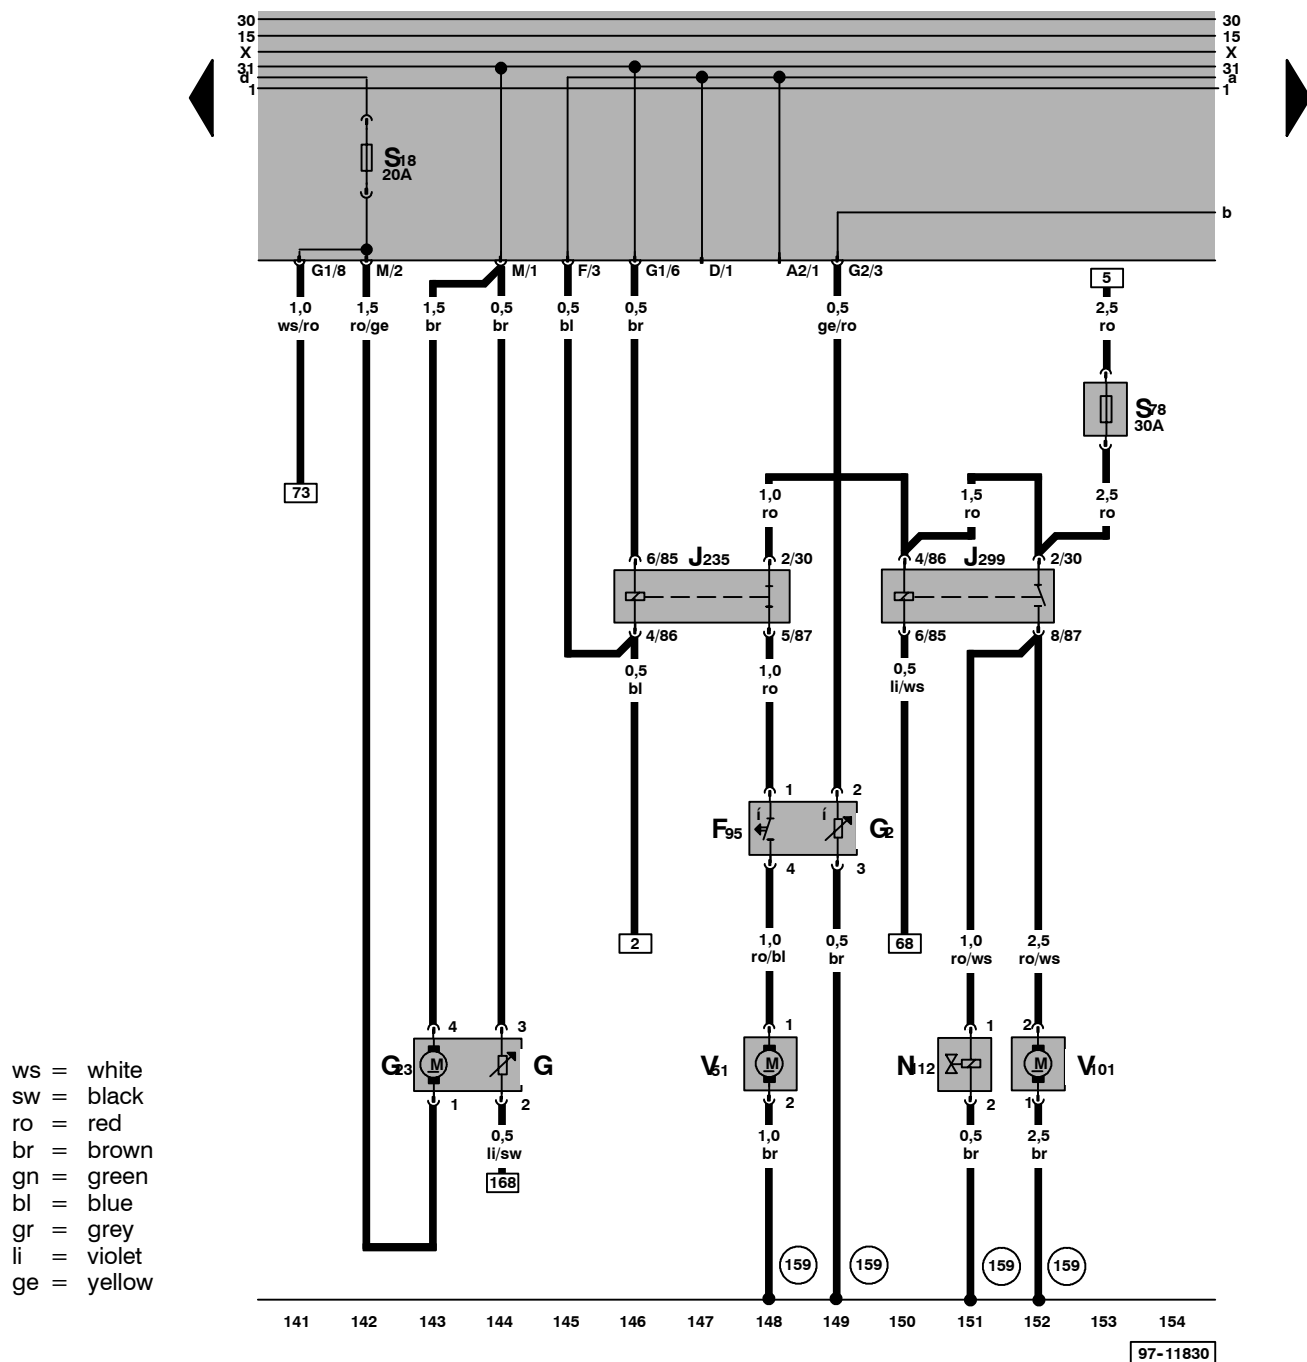 30 30
15 15
X X
31 31
d a
1 1
S18
20A
b
G1/8 M/2 M/1 F/3 G1/6 D/1 A2/1 G2/3 5
1,0 1,5 1,5 0,5 0,5 0,5 0,5 2,5
ws/ro ro/ge br br bl br ge/ro ro
S78
30A
73 1,0 1,5 2,5
ro ro ro
6/85 J235 2/30 4/86 J299 2/30
4/86 5/87 6/85 8/87
0,5 1,0 0,5
bl ro li/ws
1 2
F95 í í G2
4 3
2 1,0 0,5 68 1,0 2,5
ro/bl br ro/ws ro/ws
4 3 1 1 2
G23 M G V51 M N112 M V101
1 2 2 2 1
0,5 1,0 0,5 2,5
li/sw br br br
168
ws = white
sw = black
ro = red
br = brown
gn = green
bl = blue
gr = grey
li = violet
ge = yellow
159 159 159 159
141 142 143 144 145 146 147 148 149 150 151 152 153 154
97-11830